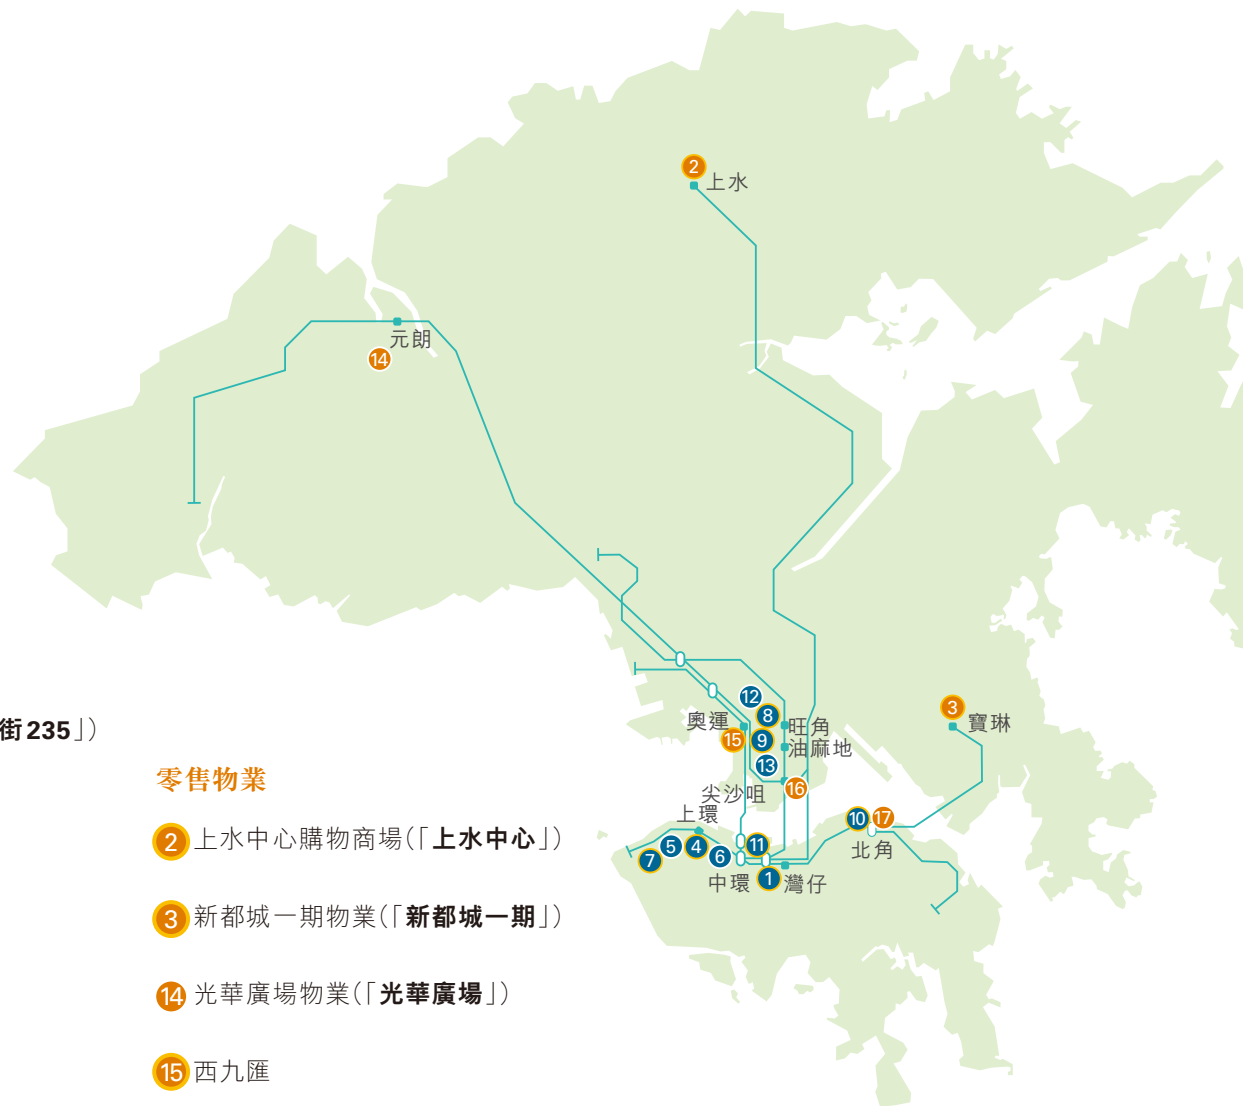 2
上水
元朗
14
12
8
奧運
旺角
15
9
油麻地
3
寶琳
13
尖沙咀
16
上環
10
17
5
4
11
7
6
北角
中環
1
灣仔
街235」)
零售物業
2 上水中心購物商場(「上水中心」)
3 新都城一期物業(「新都城一期」)
14 光華廣場物業(「光華廣場」)
15 西九匯